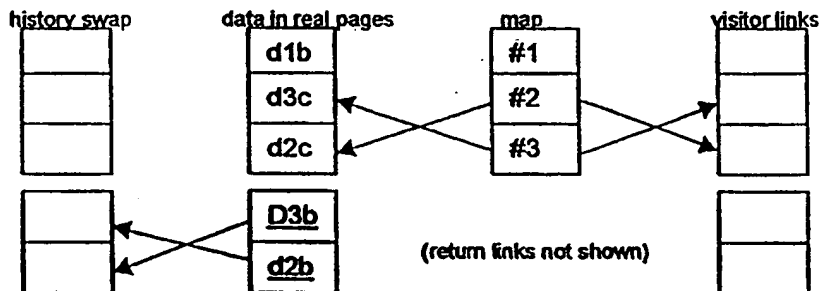 history swap data in real pages map visitor links
d1b #1
d3c #2
d2c #3
D3b
(return links not shown)
d2b